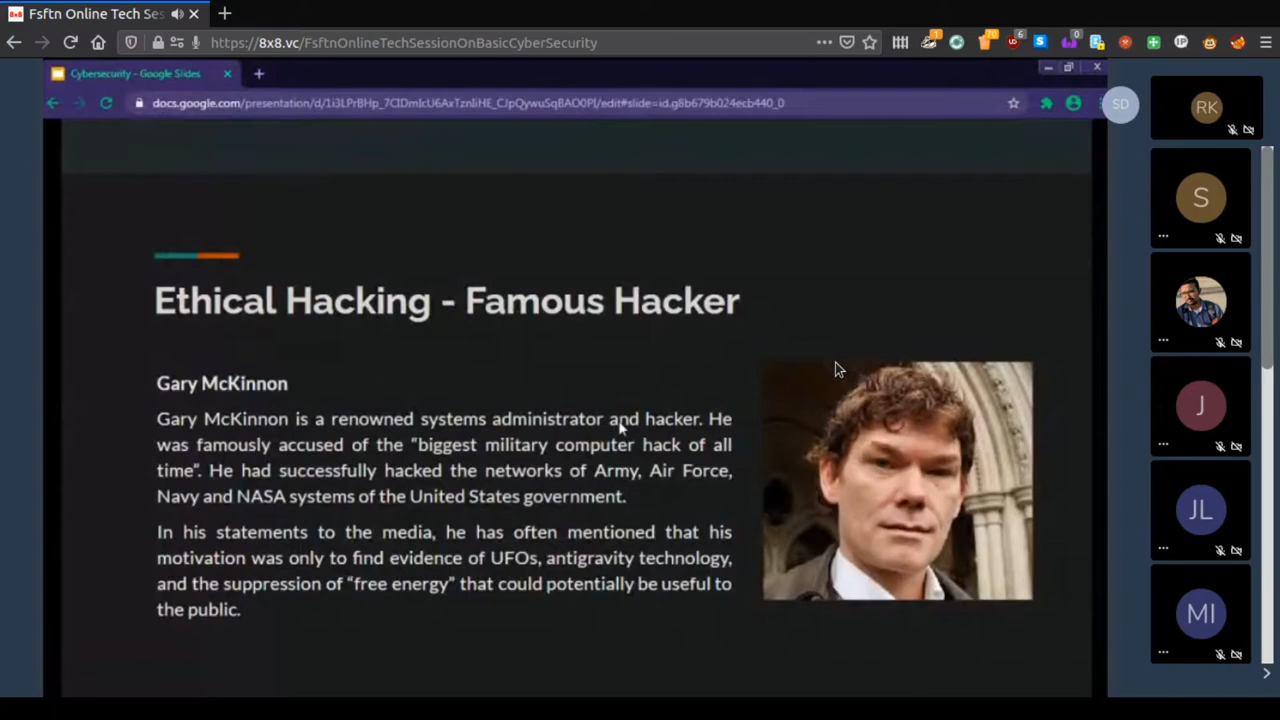 Fsftn Online Tech Ses
https://8x8.vc/FsftnOnlineTechSessionOnBasicCyberSecurity
1
70
6
0
IP
Cybersecurity - Google Slides
SD
RK
S
J
JL
MI
Ethical Hacking - Famous Hacker
Gary McKinnon
Gary McKinnon is a renowned systems administrator and hacker. He
was famously accused of the “biggest military computer hack of all
time”. He had successfully hacked the networks of Army, Air Force,
Navy and NASA systems of the United States government.
In his statements to the media, he has often mentioned that his
motivation was only to find evidence of UFOs, antigravity technology,
and the suppression of “free energy” that could potentially be useful to
the public.